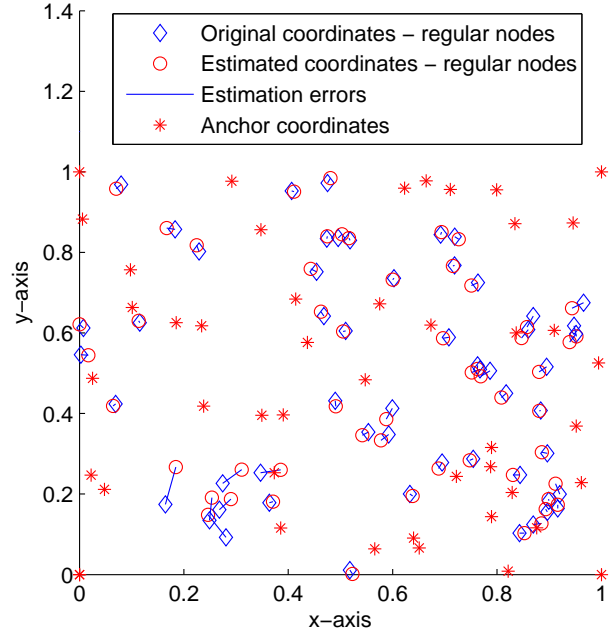 1.4
Original coordinates − regular nodes
Estimated coordinates − regular nodes
Estimation errors
Anchor coordinates
1.2
1
0.8
0.6
0.4
0.2
0
y−axis
0 0.2 0.4 0.6 0.8 1
x−axis